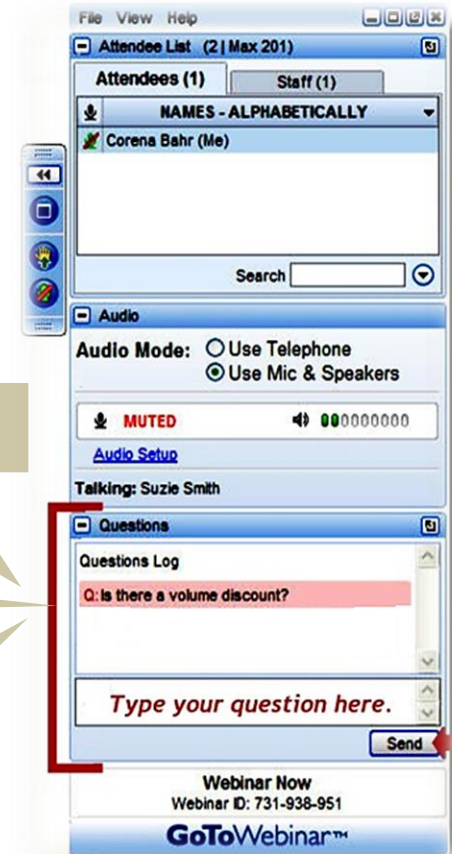 File View Help
Attendee List (2 | Max 201)
Attendees (1) Staff (1)
NAMES - ALPHABETICALLY
Corena Bahr (Me)
Search
Audio
Audio Mode: Use Telephone
Use Mic & Speakers
MUTED 000000000
Audio Setup
Talking: Suzie Smith
Questions
Questions Log
Q: Is there a volume discount?
Type your question here.
Send
Webinar Now
Webinar ID: 731-938-951
GoToWebinar™